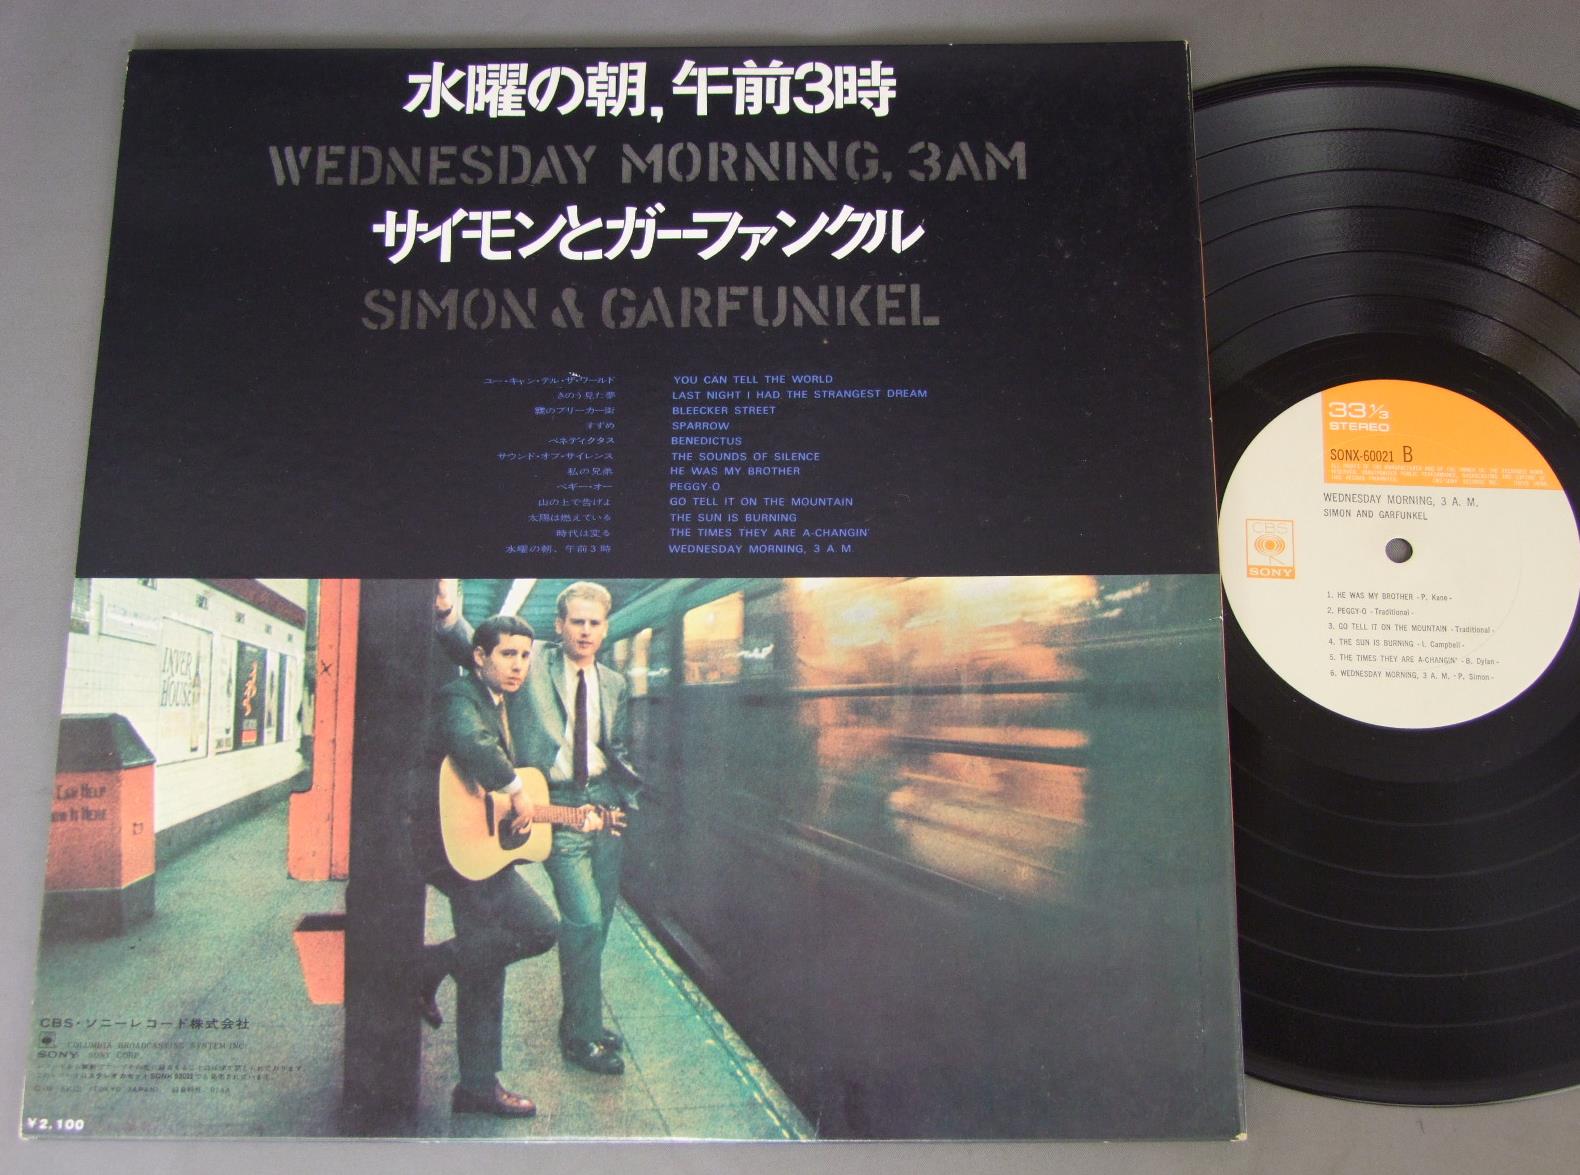 水曜の朝,午前3時
WEDNESDAY MORNING, 3AM
サイモンとガーファンクル
SIMON & GARFUNKEL
ユー・キャン・テル・ザ・ワールド YOU CAN TELL THE WORLD
きのう見た夢 LAST NIGHT I HAD THE STRANGEST DREAM
霧のブリーカー街 BLEECKER STREET
すずめ SPARROW
ベネディクタス BENEDICTUS
サウンド・オブ・サイレンス THE SOUNDS OF SILENCE
私の兄弟 HE WAS MY BROTHER
ペギー・オー PEGGY-O
山の上で告げよ GO TELL IT ON THE MOUNTAIN
太陽は燃えている THE SUN IS BURNING
時代は変る THE TIMES THEY ARE A-CHANGIN'
水曜の朝、午前3時 WEDNESDAY MORNING, 3 A.M.
INVER
HOUSE
CBS・ソニーレコード株式会社
COLUMBIA BROADCASTING SYSTEM INC.
SONY SONY CORP.
¥2,100
33 1/3
STEREO
SONX-60021 B
WEDNESDAY MORNING, 3 A. M.
SIMON AND GARFUNKEL
CBS
SONY
1. HE WAS MY BROTHER - P. Kane -
2. PEGGY-O - Traditional -
3. GO TELL IT ON THE MOUNTAIN - Traditional -
4. THE SUN IS BURNING - I. Campbell -
5. THE TIMES THEY ARE A-CHANGIN' - B. Dylan -
6. WEDNESDAY MORNING, 3 A. M. - P. Simon -